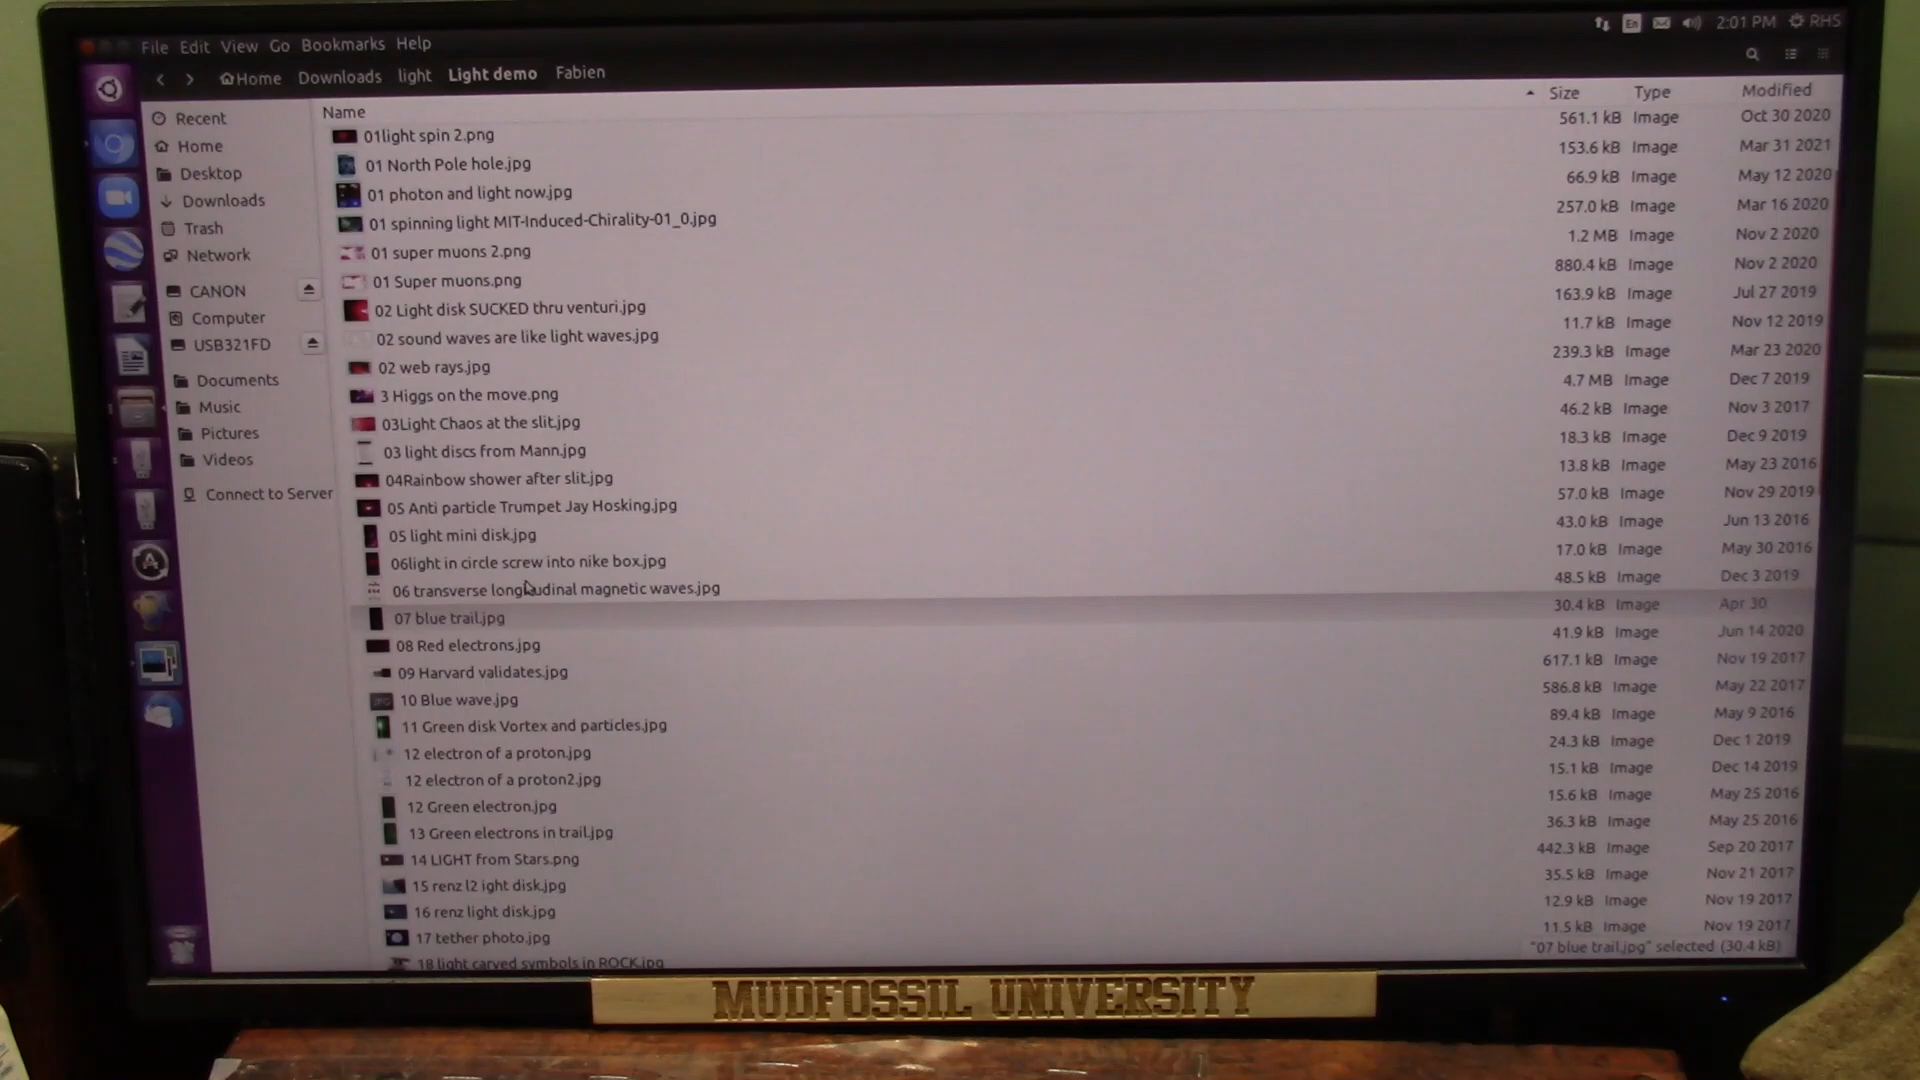 File Edit View Go Bookmarks Help
En 2:01 PM RHS
Home Downloads light Light demo Fabien
Name Size Type Modified
Recent
Home
Desktop
Downloads
Trash
Network
CANON
Computer
USB321FD
Documents
Music
Pictures
Videos
Connect to Server
01light spin 2.png
01 North Pole hole.jpg
01 photon and light now.jpg
01 spinning light MIT-Induced-Chirality-01_0.jpg
01 super muons 2.png
01 Super muons.png
02 Light disk SUCKED thru venturi.jpg
02 sound waves are like light waves.jpg
02 web rays.jpg
3 Higgs on the move.png
03Light Chaos at the slit.jpg
03 light discs from Mann.jpg
04Rainbow shower after slit.jpg
05 Anti particle Trumpet Jay Hosking.jpg
05 light mini disk.jpg
06light in circle screw into nike box.jpg
06 transverse longitudinal magnetic waves.jpg
07 blue trail.jpg
08 Red electrons.jpg
09 Harvard validates.jpg
10 Blue wave.jpg
11 Green disk Vortex and particles.jpg
12 electron of a proton.jpg
12 electron of a proton2.jpg
12 Green electron.jpg
13 Green electrons in trail.jpg
14 LIGHT from Stars.png
15 renz l2 ight disk.jpg
16 renz light disk.jpg
17 tether photo.jpg
18 light carved symbols in ROCK.jpg
561.1 kB Image Oct 30 2020
153.6 kB Image Mar 31 2021
66.9 kB Image May 12 2020
257.0 kB Image Mar 16 2020
1.2 MB Image Nov 2 2020
880.4 kB Image Nov 2 2020
163.9 kB Image Jul 27 2019
11.7 kB Image Nov 12 2019
239.3 kB Image Mar 23 2020
4.7 MB Image Dec 7 2019
46.2 kB Image Nov 3 2017
18.3 kB Image Dec 9 2019
13.8 kB Image May 23 2016
57.0 kB Image Nov 29 2019
43.0 kB Image Jun 13 2016
17.0 kB Image May 30 2016
48.5 kB Image Dec 3 2019
30.4 kB Image Apr 30
41.9 kB Image Jun 14 2020
617.1 kB Image Nov 19 2017
586.8 kB Image May 22 2017
89.4 kB Image May 9 2016
24.3 kB Image Dec 1 2019
15.1 kB Image Dec 14 2019
15.6 kB Image May 25 2016
36.3 kB Image May 25 2016
442.3 kB Image Sep 20 2017
35.5 kB Image Nov 21 2017
12.9 kB Image Nov 19 2017
11.5 kB Image Nov 19 2017
"07 blue trail.jpg" selected (30.4 kB)
MUDFOSSIL UNIVERSITY